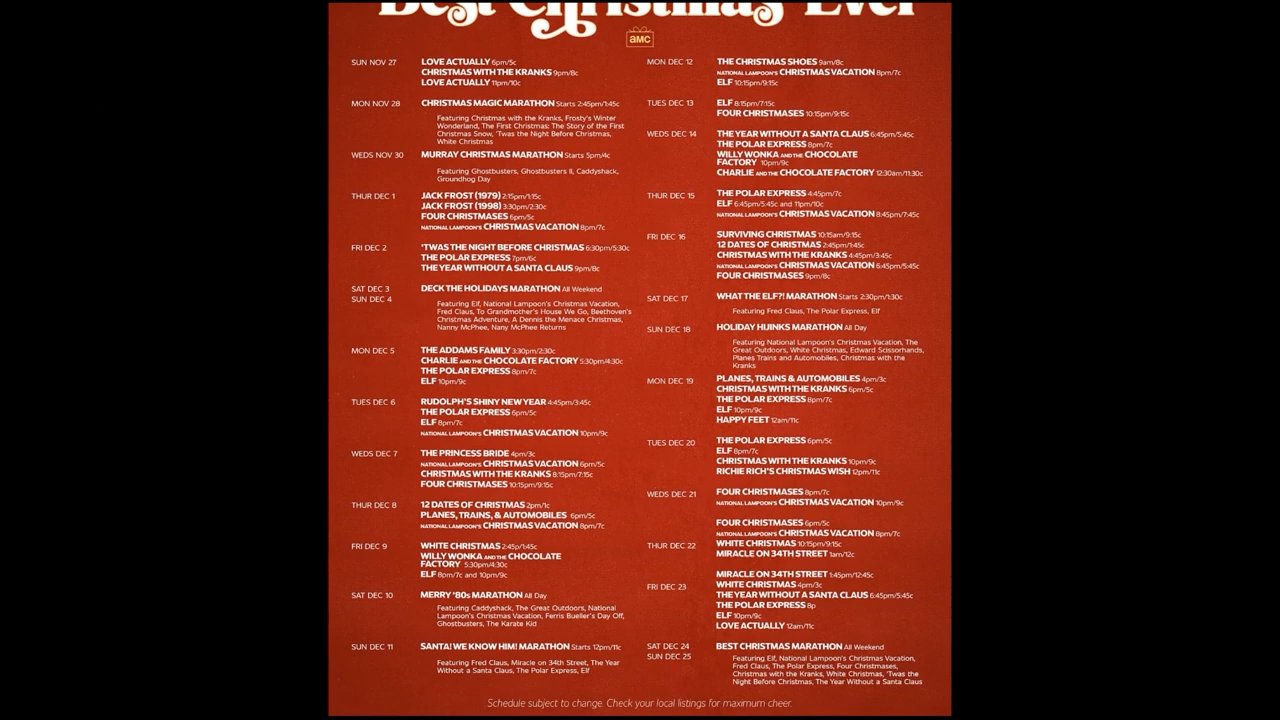 Best Christmas Ever
amc
SUN NOV 27
LOVE ACTUALLY 6pm/5c
CHRISTMAS WITH THE KRANKS 9pm/8c
LOVE ACTUALLY 11pm/10c
MON NOV 28
CHRISTMAS MAGIC MARATHON Starts 2:45pm/1:45c
Featuring Christmas with the Kranks, Frosty's Winter
Wonderland, The First Christmas: The Story of the First
Christmas Snow, 'Twas the Night Before Christmas,
White Christmas
WEDS NOV 30
MURRAY CHRISTMAS MARATHON Starts 5pm/4c
Featuring Ghostbusters, Ghostbusters II, Caddyshack,
Groundhog Day
THUR DEC 1
JACK FROST (1979) 2:15pm/1:15c
JACK FROST (1998) 3:30pm/2:30c
FOUR CHRISTMASES 6pm/5c
NATIONAL LAMPOON'S CHRISTMAS VACATION 8pm/7c
FRI DEC 2
'TWAS THE NIGHT BEFORE CHRISTMAS 6:30pm/5:30c
THE POLAR EXPRESS 7pm/6c
THE YEAR WITHOUT A SANTA CLAUS 9pm/8c
SAT DEC 3
SUN DEC 4
DECK THE HOLIDAYS MARATHON All Weekend
Featuring Elf, National Lampoon's Christmas Vacation,
Fred Claus, To Grandmother's House We Go, Beethoven's
Christmas Adventure, A Dennis the Menace Christmas,
Nanny McPhee, Nany McPhee Returns
MON DEC 5
THE ADDAMS FAMILY 3:30pm/2:30c
CHARLIE AND THE CHOCOLATE FACTORY 5:30pm/4:30c
THE POLAR EXPRESS 8pm/7c
ELF 10pm/9c
TUES DEC 6
RUDOLPH'S SHINY NEW YEAR 4:45pm/3:45c
THE POLAR EXPRESS 6pm/5c
ELF 8pm/7c
NATIONAL LAMPOON'S CHRISTMAS VACATION 10pm/9c
WEDS DEC 7
THE PRINCESS BRIDE 4pm/3c
NATIONAL LAMPOON'S CHRISTMAS VACATION 6pm/5c
CHRISTMAS WITH THE KRANKS 8:15pm/7:15c
FOUR CHRISTMASES 10:15pm/9:15c
THUR DEC 8
12 DATES OF CHRISTMAS 2pm/1c
PLANES, TRAINS, & AUTOMOBILES 6pm/5c
NATIONAL LAMPOON'S CHRISTMAS VACATION 8pm/7c
FRI DEC 9
WHITE CHRISTMAS 2:45p/1:45c
WILLY WONKA AND THE CHOCOLATE
FACTORY 5:30pm/4:30c
ELF 8pm/7c and 10pm/9c
SAT DEC 10
MERRY '80s MARATHON All Day
Featuring Caddyshack, The Great Outdoors, National
Lampoon's Christmas Vacation, Ferris Bueller's Day Off,
Ghostbusters, The Karate Kid
SUN DEC 11
SANTA! WE KNOW HIM! MARATHON Starts 12pm/11c
Featuring Fred Claus, Miracle on 34th Street, The Year
Without a Santa Claus, The Polar Express, Elf
MON DEC 12
THE CHRISTMAS SHOES 9am/8c
NATIONAL LAMPOON'S CHRISTMAS VACATION 8pm/7c
ELF 10:15pm/9:15c
TUES DEC 13
ELF 8:15pm/7:15c
FOUR CHRISTMASES 10:15pm/9:15c
WEDS DEC 14
THE YEAR WITHOUT A SANTA CLAUS 6:45pm/5:45c
THE POLAR EXPRESS 8pm/7c
WILLY WONKA AND THE CHOCOLATE
FACTORY 10pm/9c
CHARLIE AND THE CHOCOLATE FACTORY 12:30am/11:30c
THUR DEC 15
THE POLAR EXPRESS 4:45pm/7c
ELF 6:45pm/5:45c and 11pm/10c
NATIONAL LAMPOON'S CHRISTMAS VACATION 8:45pm/7:45c
FRI DEC 16
SURVIVING CHRISTMAS 10:15am/9:15c
12 DATES OF CHRISTMAS 2:45pm/1:45c
CHRISTMAS WITH THE KRANKS 4:45pm/3:45c
NATIONAL LAMPOON'S CHRISTMAS VACATION 6:45pm/5:45c
FOUR CHRISTMASES 9pm/8c
SAT DEC 17
WHAT THE ELF?! MARATHON Starts 2:30pm/1:30c
Featuring Fred Claus, The Polar Express, Elf
SUN DEC 18
HOLIDAY HIJINKS MARATHON All Day
Featuring National Lampoon's Christmas Vacation, The
Great Outdoors, White Christmas, Edward Scissorhands,
Planes Trains and Automobiles, Christmas with the
Kranks
MON DEC 19
PLANES, TRAINS & AUTOMOBILES 4pm/3c
CHRISTMAS WITH THE KRANKS 6pm/5c
THE POLAR EXPRESS 8pm/7c
ELF 10pm/9c
HAPPY FEET 12am/11c
TUES DEC 20
THE POLAR EXPRESS 6pm/5c
ELF 8pm/7c
CHRISTMAS WITH THE KRANKS 10pm/9c
RICHIE RICH'S CHRISTMAS WISH 12pm/11c
WEDS DEC 21
FOUR CHRISTMASES 8pm/7c
NATIONAL LAMPOON'S CHRISTMAS VACATION 10pm/9c
THUR DEC 22
FOUR CHRISTMASES 6pm/5c
NATIONAL LAMPOON'S CHRISTMAS VACATION 8pm/7c
WHITE CHRISTMAS 10:15pm/9:15c
MIRACLE ON 34TH STREET 1am/12c
FRI DEC 23
MIRACLE ON 34TH STREET 1:45pm/12:45c
WHITE CHRISTMAS 4pm/3c
THE YEAR WITHOUT A SANTA CLAUS 6:45pm/5:45c
THE POLAR EXPRESS 8p
ELF 10pm/9c
LOVE ACTUALLY 12am/11c
SAT DEC 24
SUN DEC 25
BEST CHRISTMAS MARATHON All Weekend
Featuring Elf, National Lampoon's Christmas Vacation,
Fred Claus, The Polar Express, Four Christmases,
Christmas with the Kranks, White Christmas, 'Twas the
Night Before Christmas, The Year Without a Santa Claus
Schedule subject to change. Check your local listings for maximum cheer.